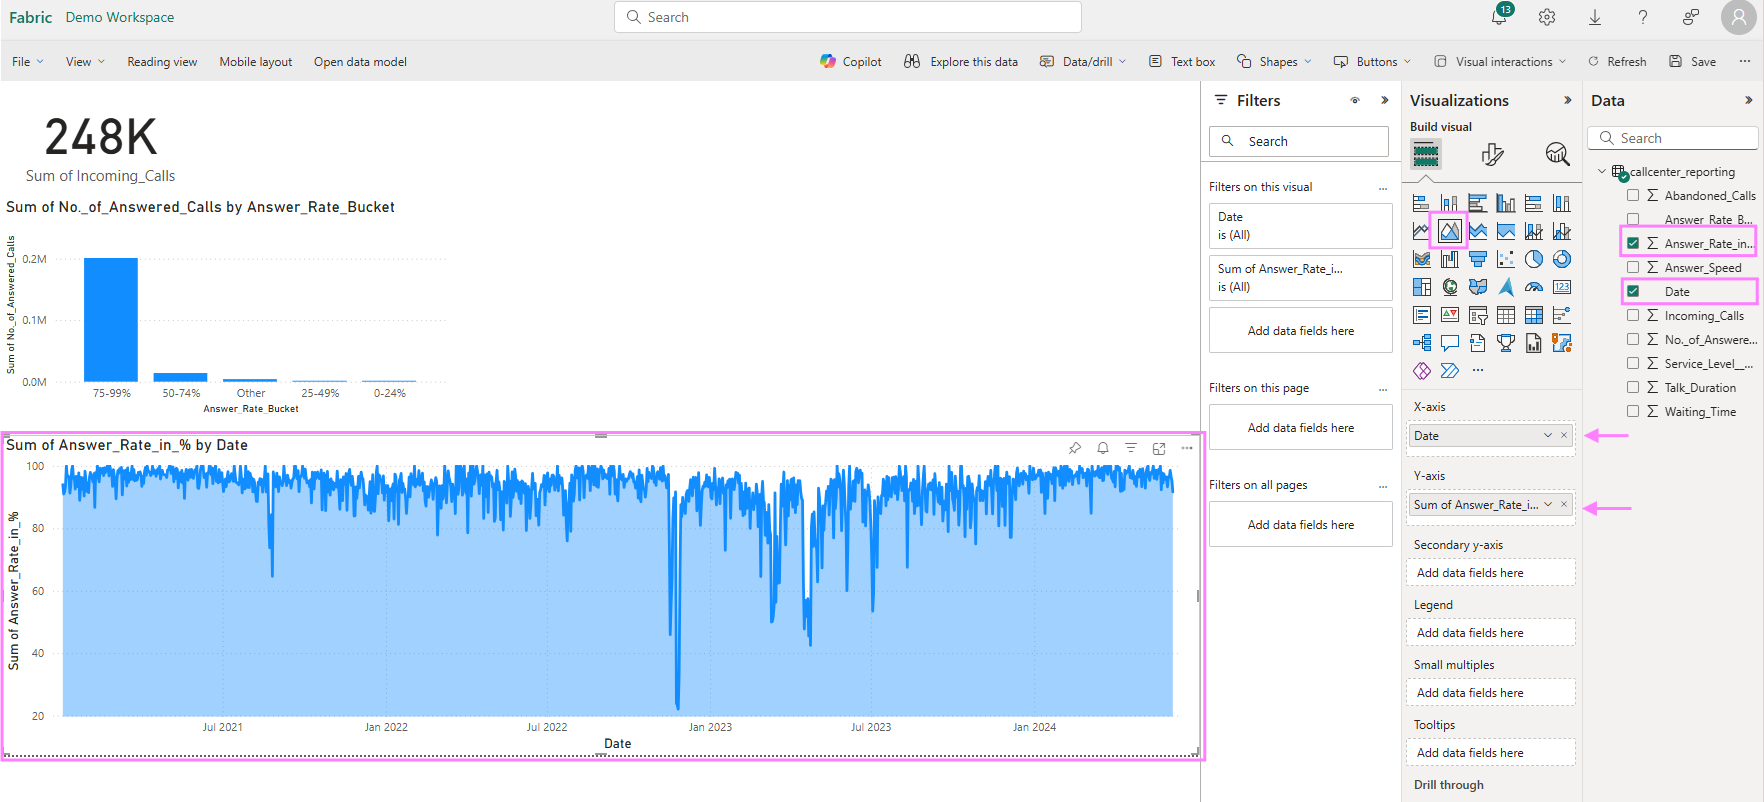 Fabric Demo Workspace
Search
13
File View Reading view Mobile layout Open data model
Copilot Explore this data Data/drill Text box Shapes Buttons Visual interactions Refresh Save ...
248K
Sum of Incoming_Calls
Sum of No._of_Answered_Calls by Answer_Rate_Bucket
Sum of No._of_Answered_Calls
0.2M
0.1M
0.0M
75-99% 50-74% Other 25-49% 0-24%
Answer_Rate_Bucket
Sum of Answer_Rate_in_% by Date
Sum of Answer_Rate_in_%
100
80
60
40
20
Jul 2021 Jan 2022 Jul 2022 Jan 2023 Jul 2023 Jan 2024
Date
Filters
Search
Filters on this visual ...
Date
is (All)
Sum of Answer_Rate_i...
is (All)
Add data fields here
Filters on this page ...
Add data fields here
Filters on all pages ...
Add data fields here
Visualizations
Build visual
123
...
X-axis
Date
Y-axis
Sum of Answer_Rate_i...
Secondary y-axis
Add data fields here
Legend
Add data fields here
Small multiples
Add data fields here
Tooltips
Add data fields here
Drill through
Data
Search
callcenter_reporting
Abandoned_Calls
Answer_Rate_B...
Answer_Rate_in...
Answer_Speed
Date
Incoming_Calls
No._of_Answere...
Service_Level__...
Talk_Duration
Waiting_Time